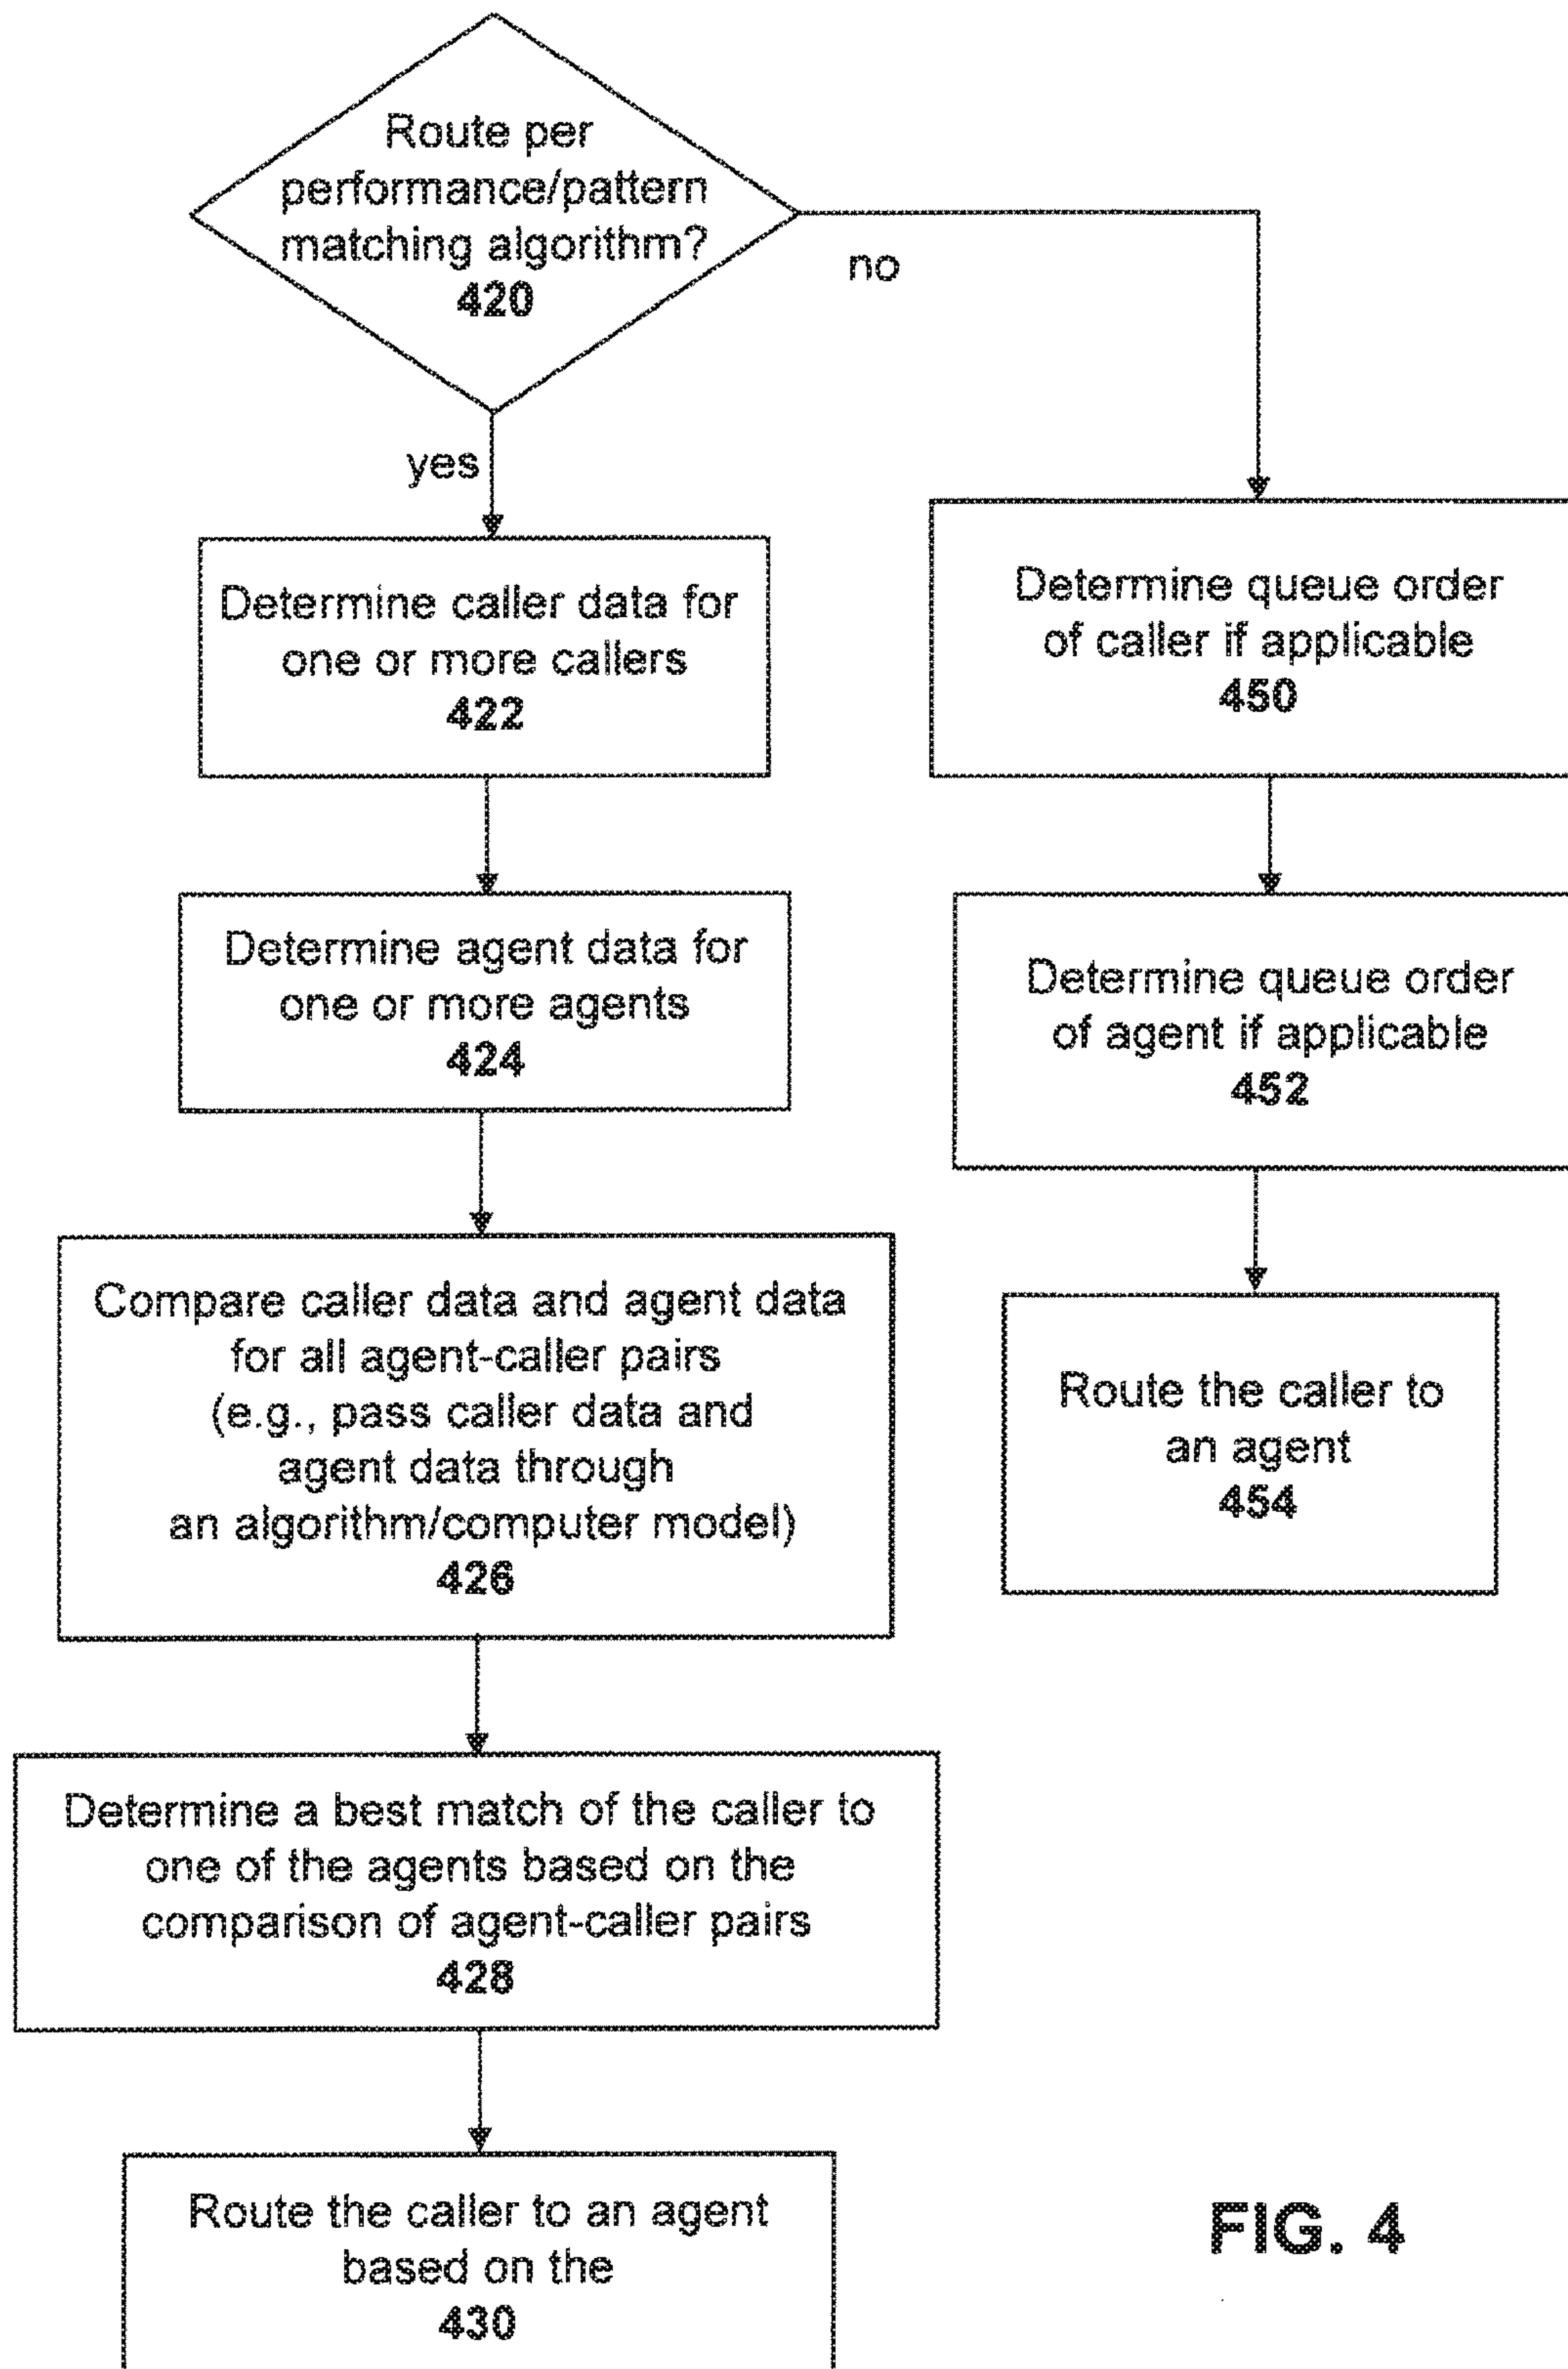 Route per
performance/pattern
matching algorithm?
420
no
yes
Determine caller data for
one or more callers
422
Determine agent data for
one or more agents
424
Compare caller data and agent data
for all agent-caller pairs
(e.g., pass caller data and
agent data through
an algorithm/computer model)
426
Determine a best match of the caller to
one of the agents based on the
comparison of agent-caller pairs
428
Route the caller to an agent
based on the
430
Determine queue order
of caller if applicable
450
Determine queue order
of agent if applicable
452
Route the caller to
an agent
454
FIG. 4